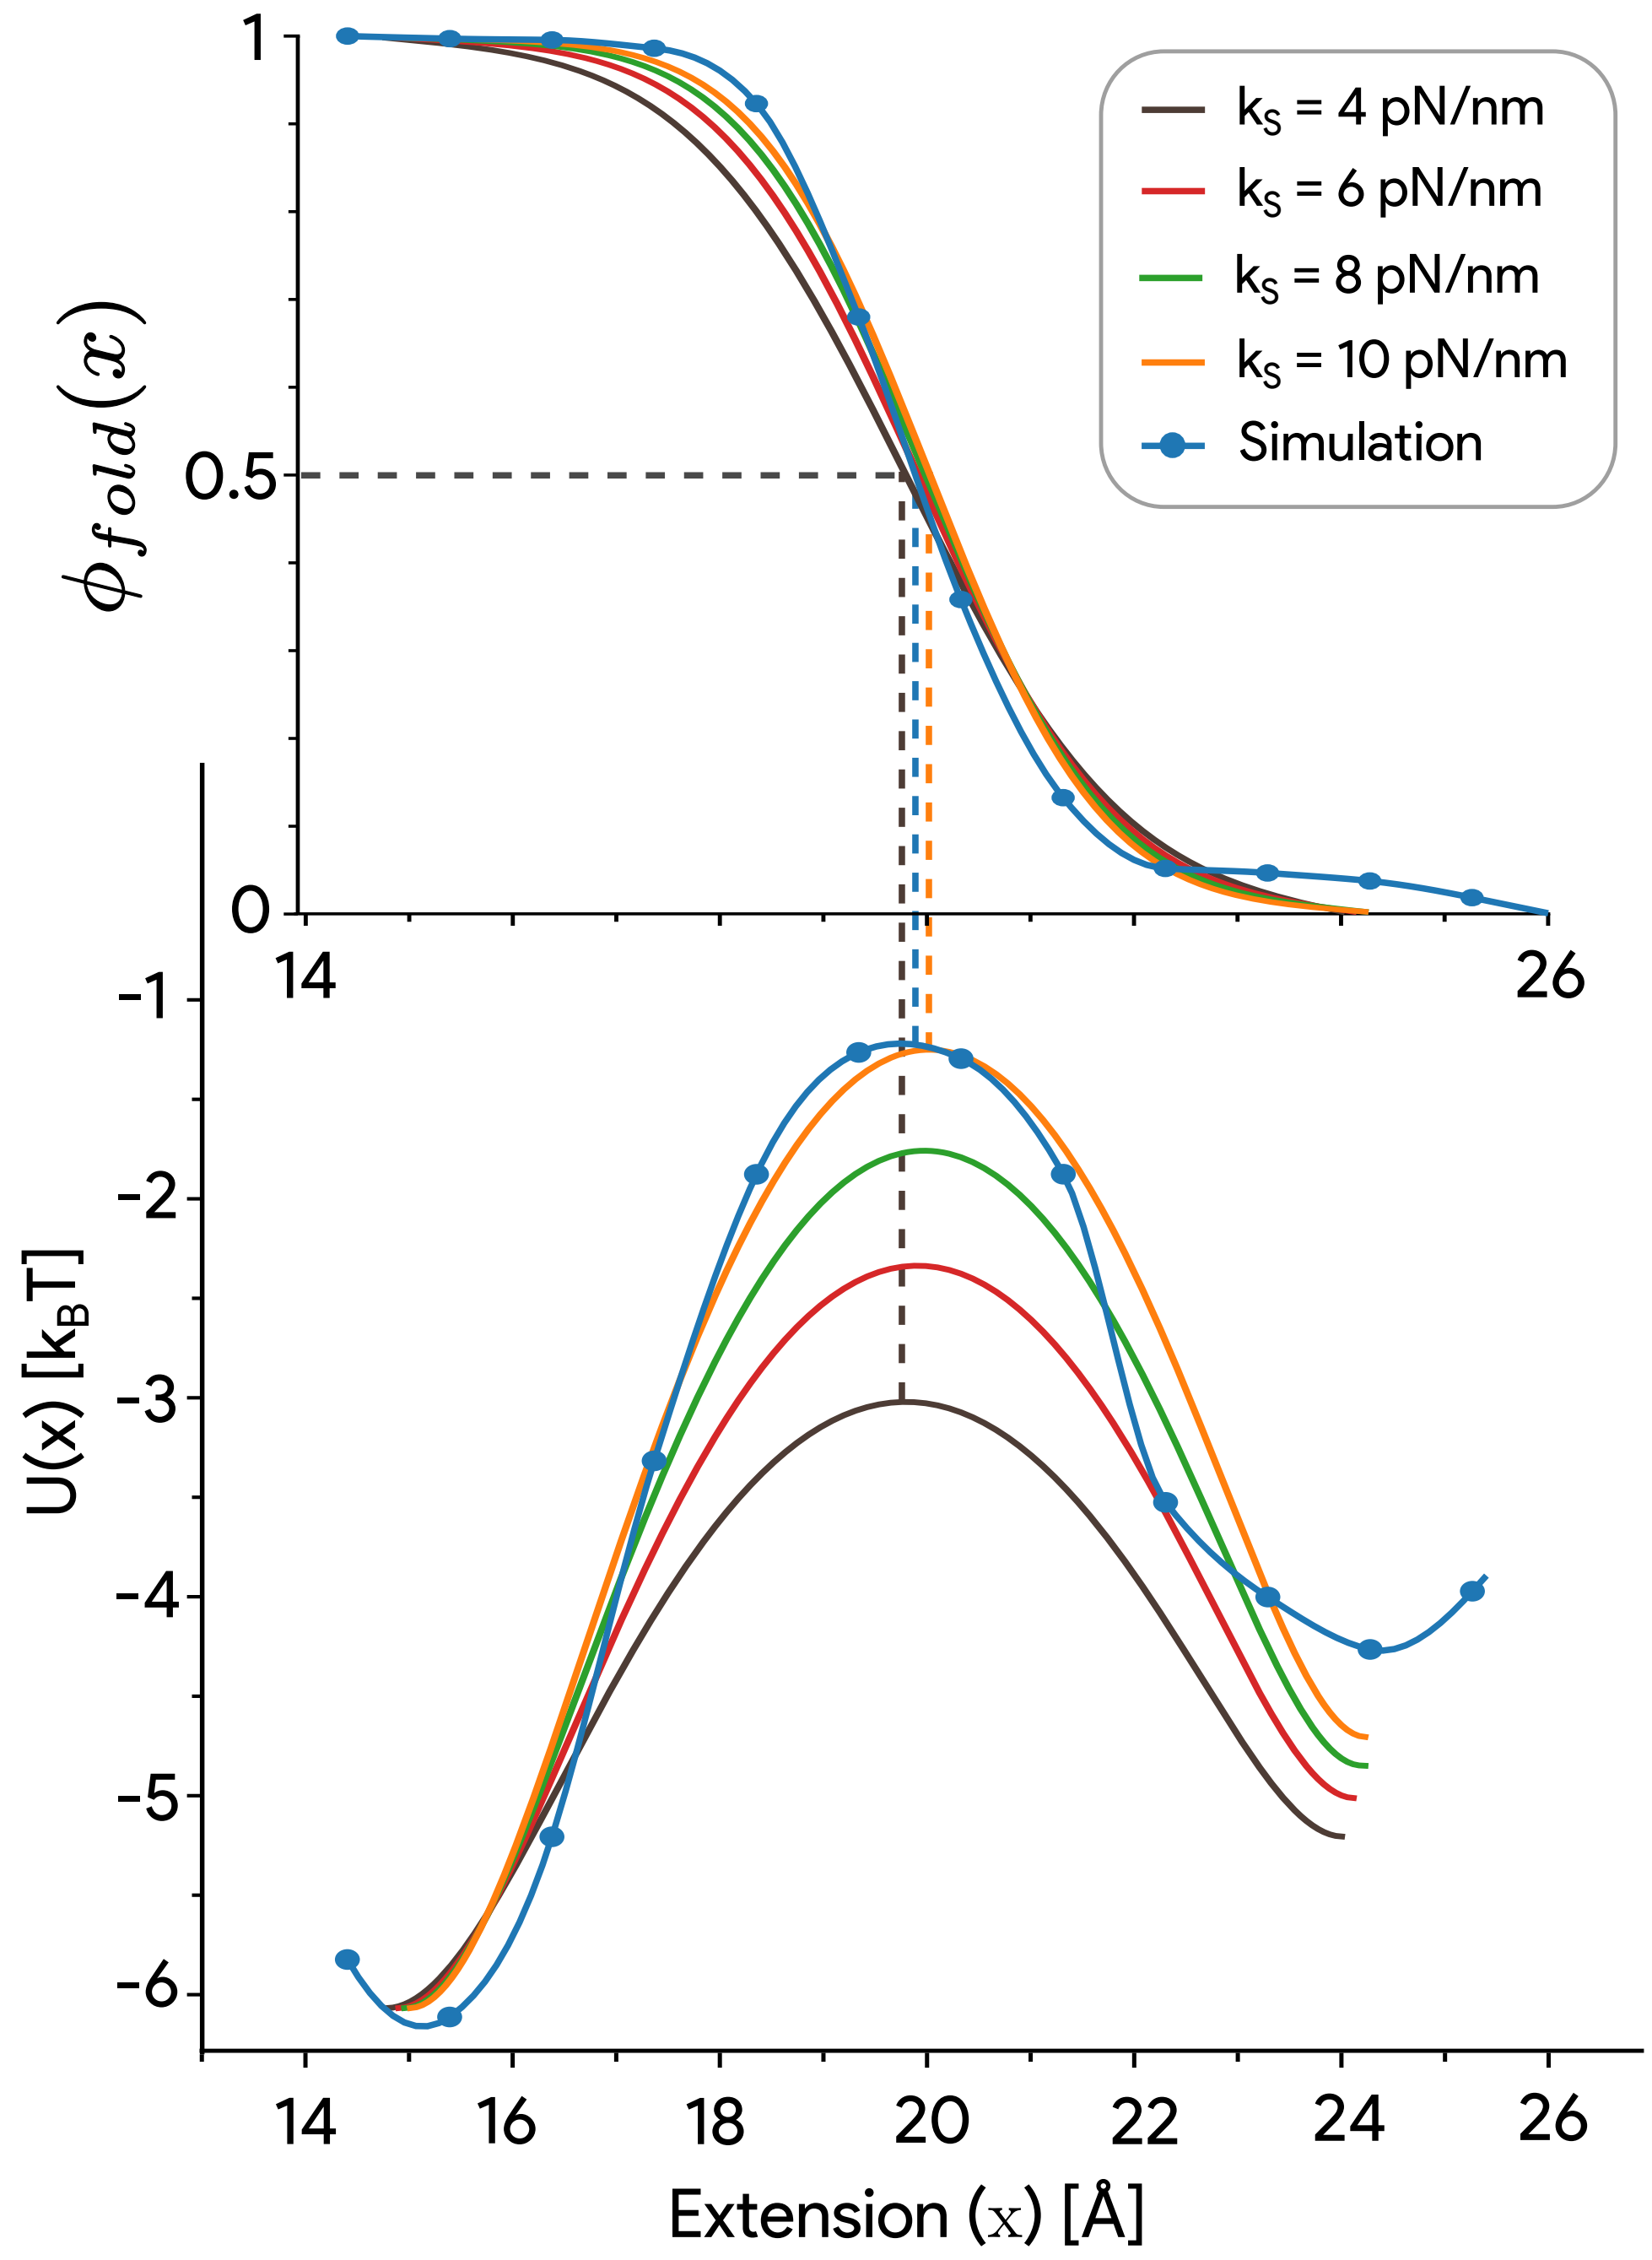 1
k_S = 4 pN/nm
k_S = 6 pN/nm
k_S = 8 pN/nm
k_S = 10 pN/nm
Simulation
ϕ_fold(x)
0.5
0
14
26
-1
-2
-3
-4
-5
-6
U(x) [k_BT]
14 16 18 20 22 24 26
Extension (x) [Å]